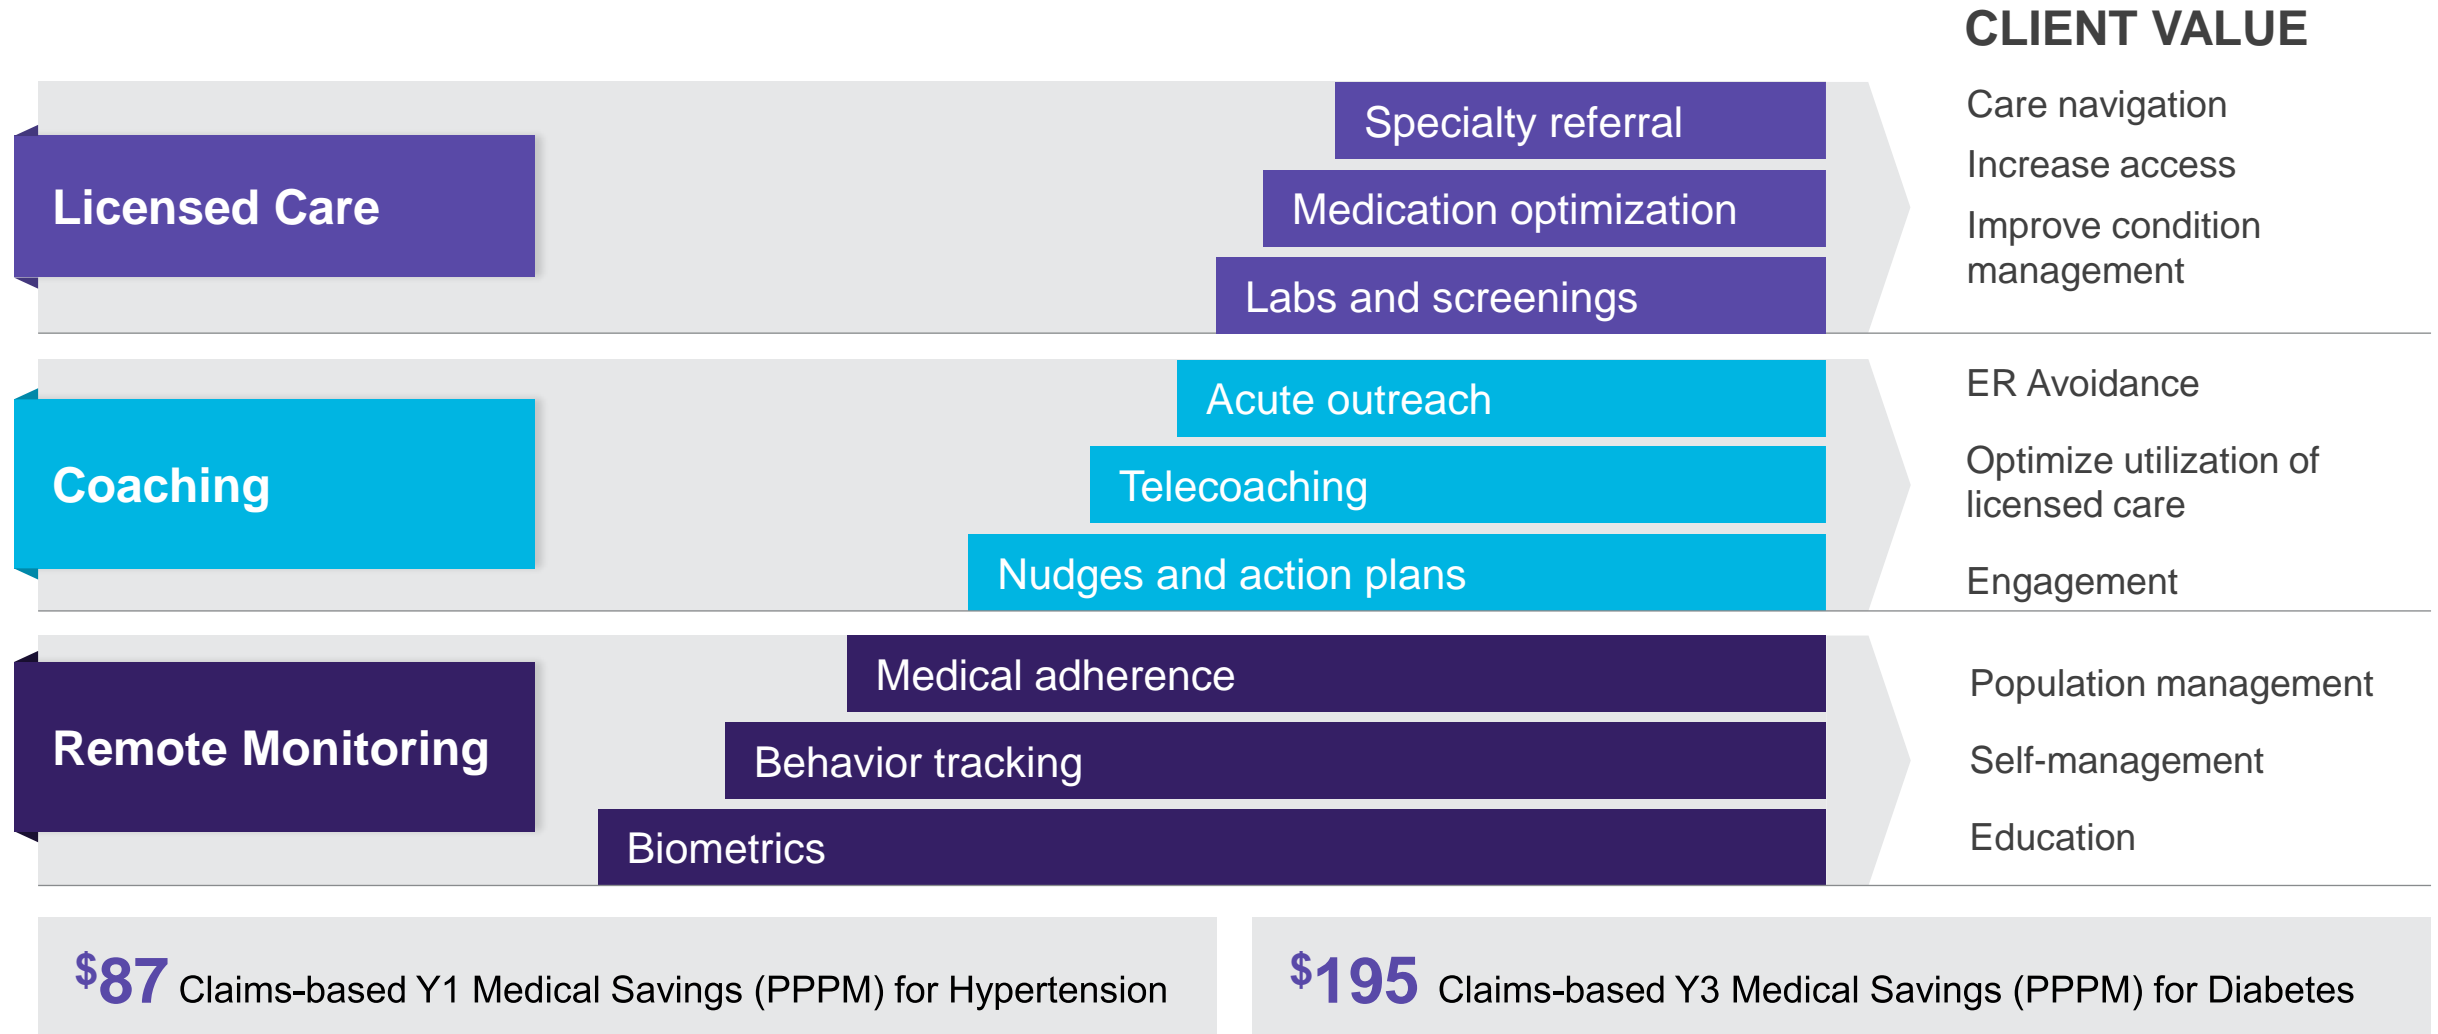 CLIENT VALUE
Licensed Care
Specialty referral
Medication optimization
Labs and screenings
Care navigation
Increase access
Improve condition
management
Coaching
Acute outreach
Telecoaching
Nudges and action plans
ER Avoidance
Optimize utilization of
licensed care
Engagement
Remote Monitoring
Medical adherence
Behavior tracking
Biometrics
Population management
Self-management
Education
$87 Claims-based Y1 Medical Savings (PPPM) for Hypertension
$195 Claims-based Y3 Medical Savings (PPPM) for Diabetes